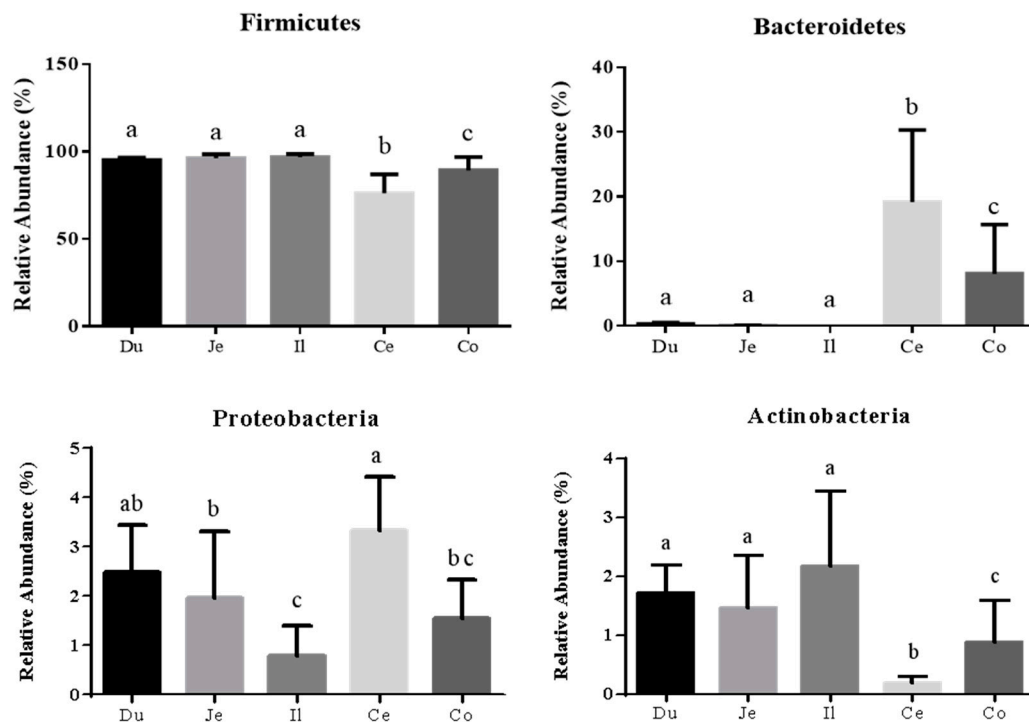 Firmicutes
Relative Abundance (%)
150
100
50
0
a
a
a
b
c
Du
Je
Il
Ce
Co
Bacteroidetes
Relative Abundance (%)
40
30
20
10
0
a
a
a
b
c
Du
Je
Il
Ce
Co
Proteobacteria
Relative Abundance (%)
5
4
3
2
1
0
ab
b
c
a
bc
Du
Je
Il
Ce
Co
Actinobacteria
Relative Abundance (%)
4
3
2
1
0
a
a
a
b
c
Du
Je
Il
Ce
Co